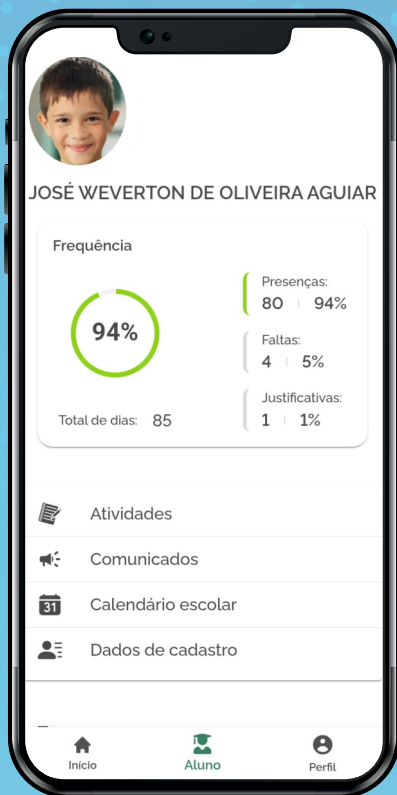 JOSÉ WEVERTON DE OLIVEIRA AGUIAR
Frequência
94%
Total de dias: 85
Presenças:
80 94%
Faltas:
4 5%
Justificativas:
1 1%
Atividades
Comunicados
31 Calendário escolar
Dados de cadastro
Início
Aluno
Perfil